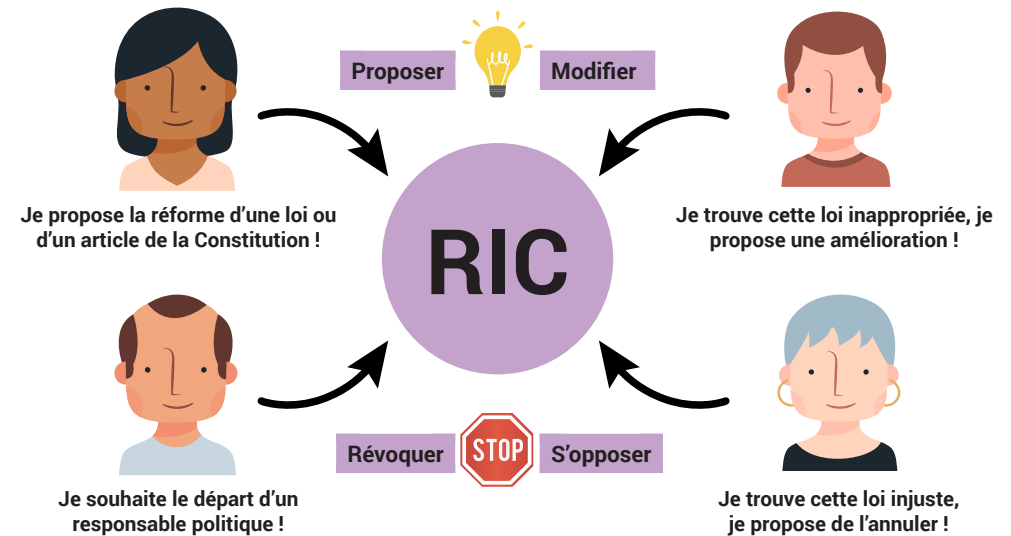 Proposer
Modifier
Je propose la réforme d’une loi ou
d’un article de la Constitution !
Je trouve cette loi inappropriée, je
propose une amélioration !
RIC
Révoquer
STOP
S’opposer
Je souhaite le départ d’un
responsable politique !
Je trouve cette loi injuste,
je propose de l’annuler !